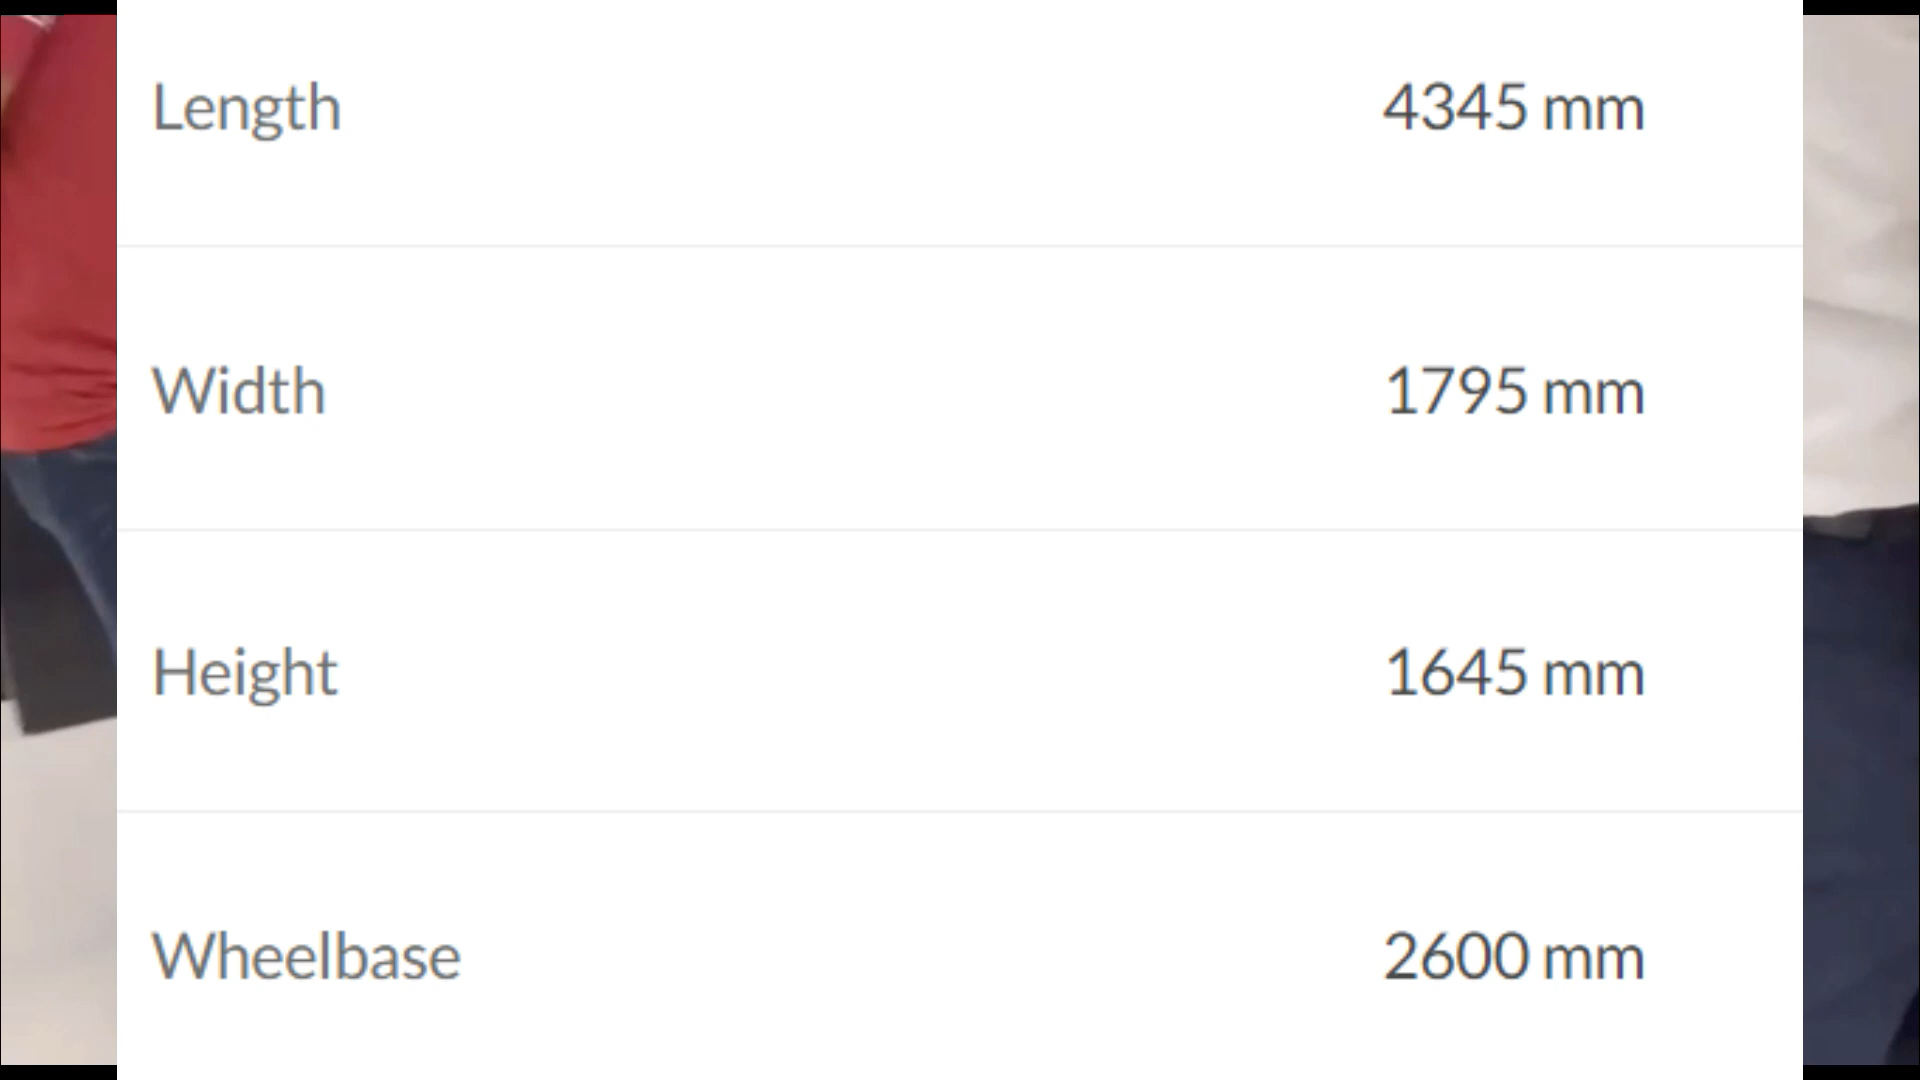 Length 4345 mm
Width 1795 mm
Height 1645 mm
Wheelbase 2600 mm